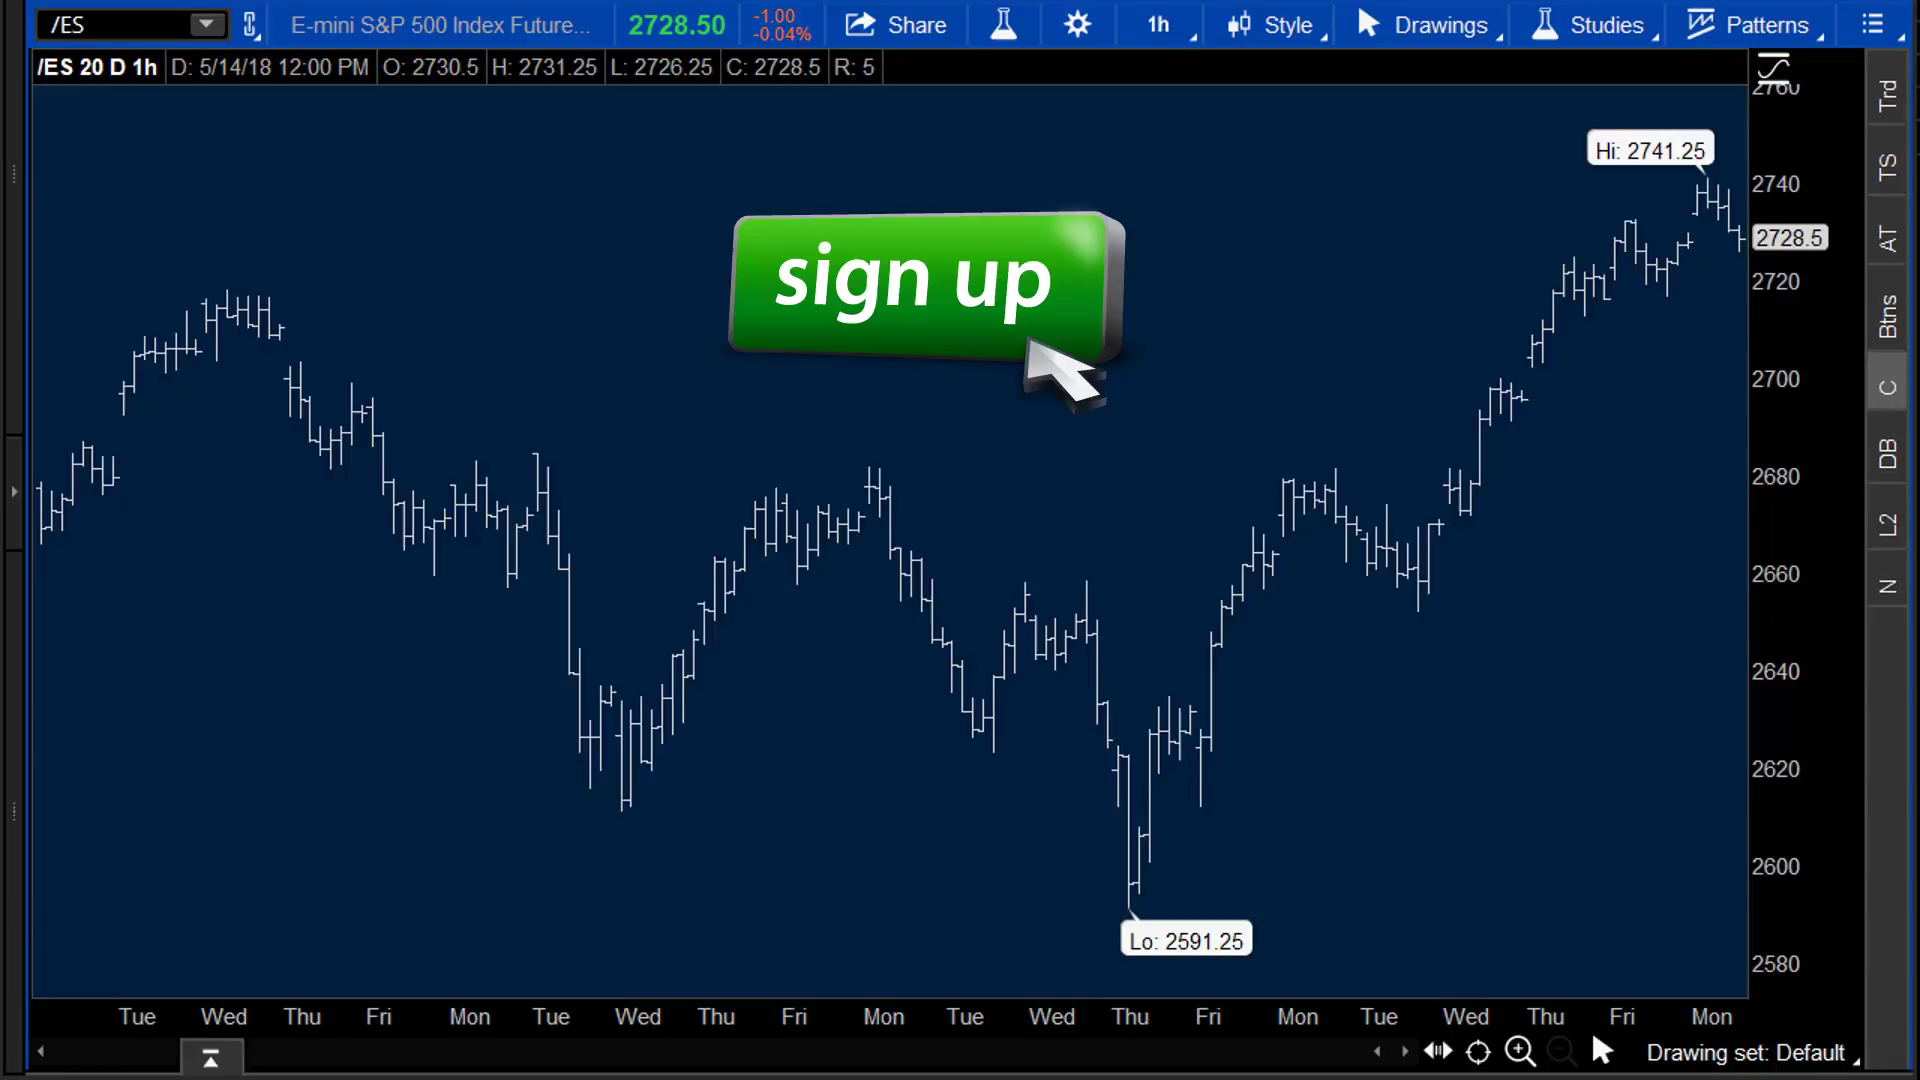 /ES E-mini S&P 500 Index Future... 2728.50 -1.00 -0.04% Share 1h Style Drawings Studies Patterns
/ES 20 D 1h D: 5/14/18 12:00 PM O: 2730.5 H: 2731.25 L: 2726.25 C: 2728.5 R: 5
2760
Hi: 2741.25
2740
2728.5
sign up
2720
2700
2680
2660
2640
2620
2600
Lo: 2591.25
2580
Trd
TS
AT
Btns
C
DB
L2
N
Tue Wed Thu Fri Mon Tue Wed Thu Fri Mon Tue Wed Thu Fri Mon Tue Wed Thu Fri Mon
Drawing set: Default